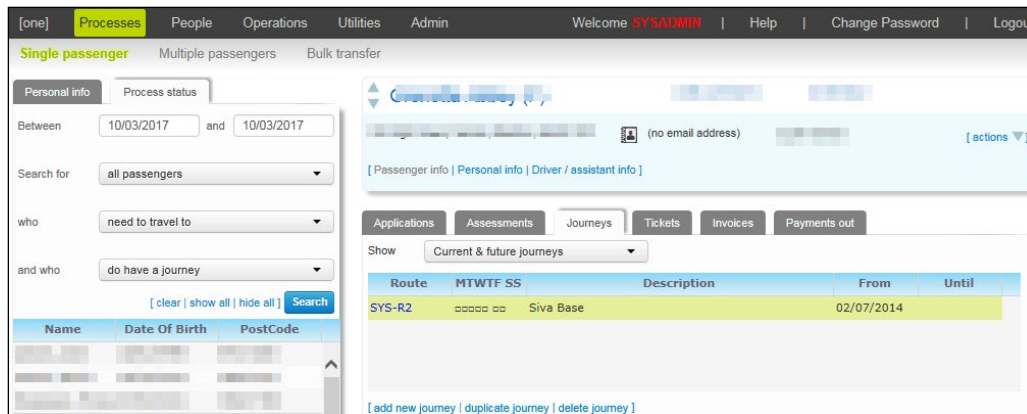 [one] Processes People Operations Utilities Admin Welcome SYSADMIN | Help | Change Password | Logou
Single passenger Multiple passengers Bulk transfer
Personal info Process status
Between 10/03/2017 and 10/03/2017
Search for all passengers
who need to travel to
and who do have a journey
[ clear | show all | hide all ] Search
Name Date Of Birth PostCode
(no email address) [ actions ▼]
[ Passenger info | Personal info | Driver / assistant info ]
Applications Assessments Journeys Tickets Invoices Payments out
Show Current & future journeys
Route MTWTF SS Description From Until
SYS-R2 □□□□□ □□ Siva Base 02/07/2014
[ add new journey | duplicate journey | delete journey ]